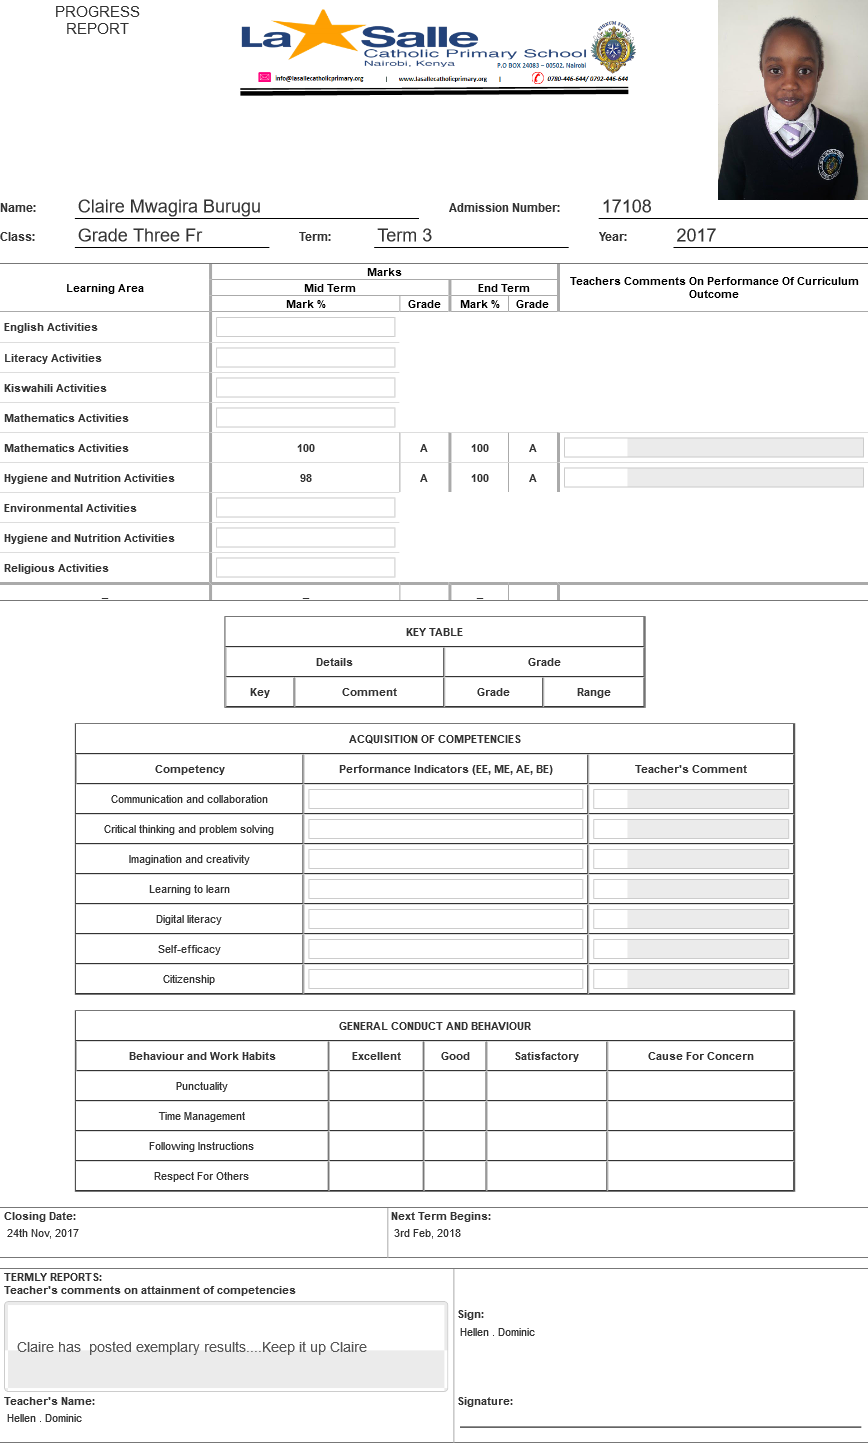 PROGRESS
REPORT
La Salle
Catholic Primary School
Nairobi, Kenya
P.O BOX 24083 – 00502, Nairobi
info@lasallecatholicprimary.org | www.lasallecatholicprimary.org | 0780-446-644/ 0792-446-644
Name: Claire Mwagira Burugu Admission Number: 17108
Class: Grade Three Fr Term: Term 3 Year: 2017
Learning Area Marks Teachers Comments On Performance Of Curriculum Outcome
Mid Term End Term
Mark % Grade Mark % Grade
English Activities
Literacy Activities
Kiswahili Activities
Mathematics Activities
Mathematics Activities 100 A 100 A
Hygiene and Nutrition Activities 98 A 100 A
Environmental Activities
Hygiene and Nutrition Activities
Religious Activities
_ _ _
KEY TABLE
Details Grade
Key Comment Grade Range
ACQUISITION OF COMPETENCIES
Competency Performance Indicators (EE, ME, AE, BE) Teacher's Comment
Communication and collaboration
Critical thinking and problem solving
Imagination and creativity
Learning to learn
Digital literacy
Self-efficacy
Citizenship
GENERAL CONDUCT AND BEHAVIOUR
Behaviour and Work Habits Excellent Good Satisfactory Cause For Concern
Punctuality
Time Management
Following Instructions
Respect For Others
Closing Date: Next Term Begins:
24th Nov, 2017 3rd Feb, 2018
TERMLY REPORTS:
Teacher's comments on attainment of competencies
Claire has  posted exemplary results....Keep it up Claire
Sign:
Hellen . Dominic
Teacher's Name: Signature:
Hellen . Dominic